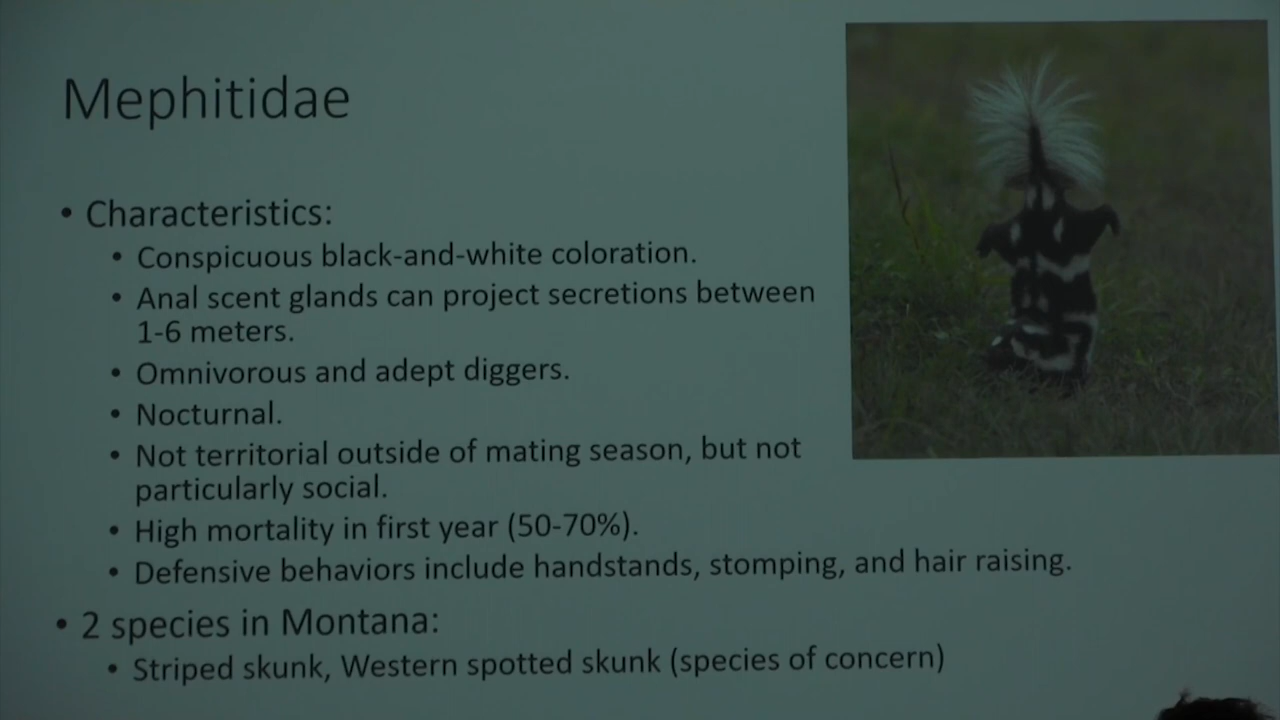 Mephitidae
• Characteristics:
• Conspicuous black-and-white coloration.
• Anal scent glands can project secretions between
1-6 meters.
• Omnivorous and adept diggers.
• Nocturnal.
• Not territorial outside of mating season, but not
particularly social.
• High mortality in first year (50-70%).
• Defensive behaviors include handstands, stomping, and hair raising.
• 2 species in Montana:
• Striped skunk, Western spotted skunk (species of concern)